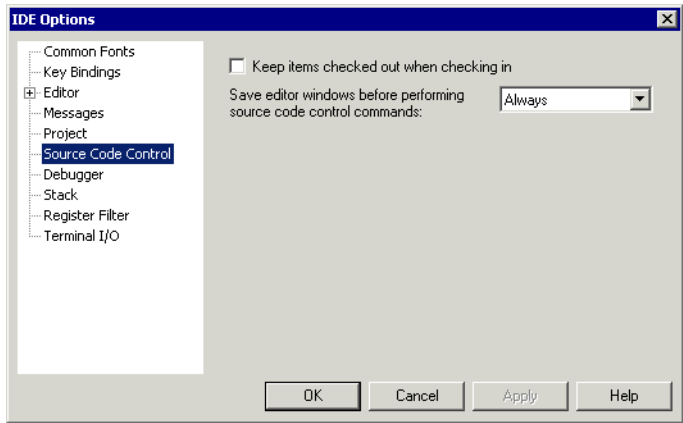 IDE Options
Common Fonts
Key Bindings
Editor
Messages
Project
Source Code Control
Debugger
Stack
Register Filter
Terminal I/O
Keep items checked out when checking in
Save editor windows before performing
source code control commands:
Always
OK
Cancel
Apply
Help